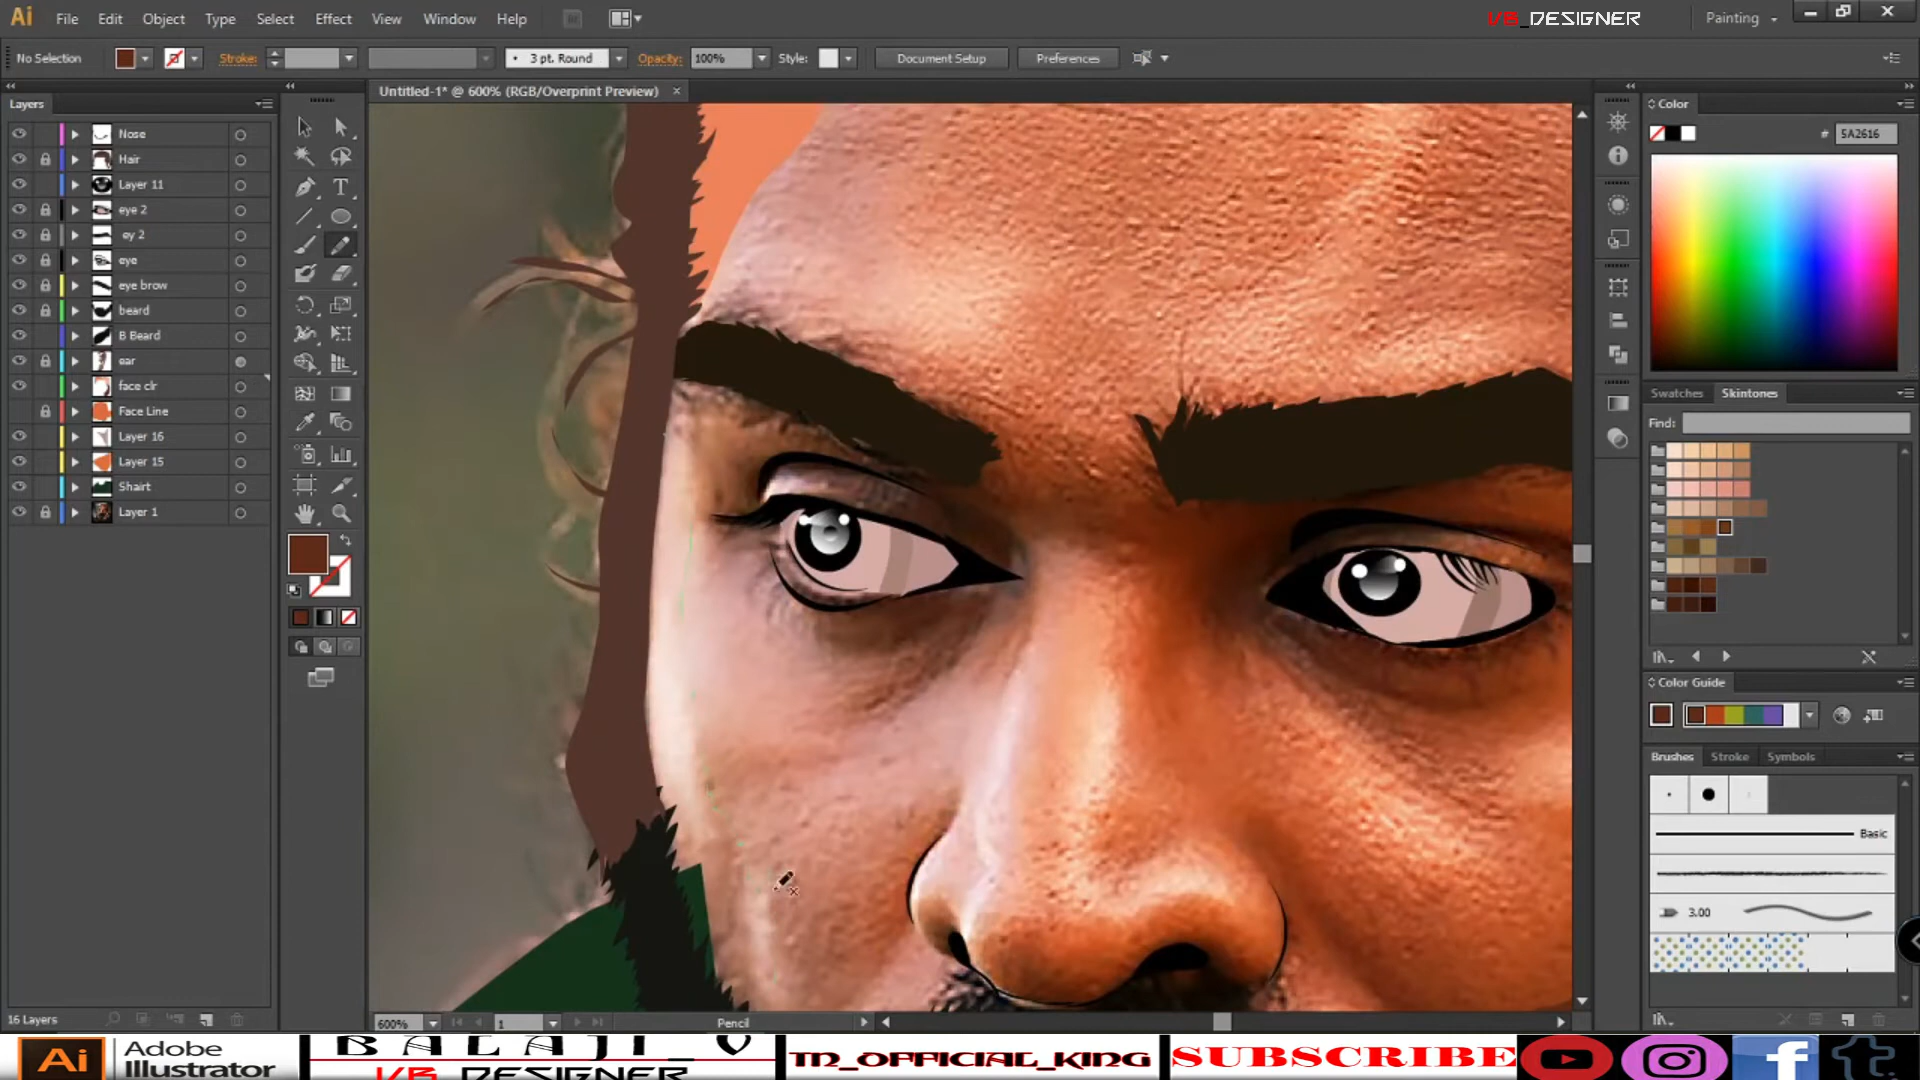 Ai File Edit Object Type Select Effect View Window Help
VB_DESIGNER
Painting
No Selection
Stroke:
3 pt. Round
Opacity: 100%
Style:
Document Setup
Preferences
Layers
Untitled-1* @ 600% (RGB/Overprint Preview)
Color
Nose
Hair
Layer 11
eye 2
ey 2
eye
eye brow
beard
B Beard
ear
face clr
Face Line
Layer 16
Layer 15
Shairt
Layer 1
# 5A2616
Swatches Skintones
Find:
Color Guide
Brushes Stroke Symbols
Basic
3.00
16 Layers
600%
1
Pencil
Ai Adobe Illustrator
BALAJI_V
VB_DESIGNER
TN_OFFICIAL_KING
SUBSCRIBE